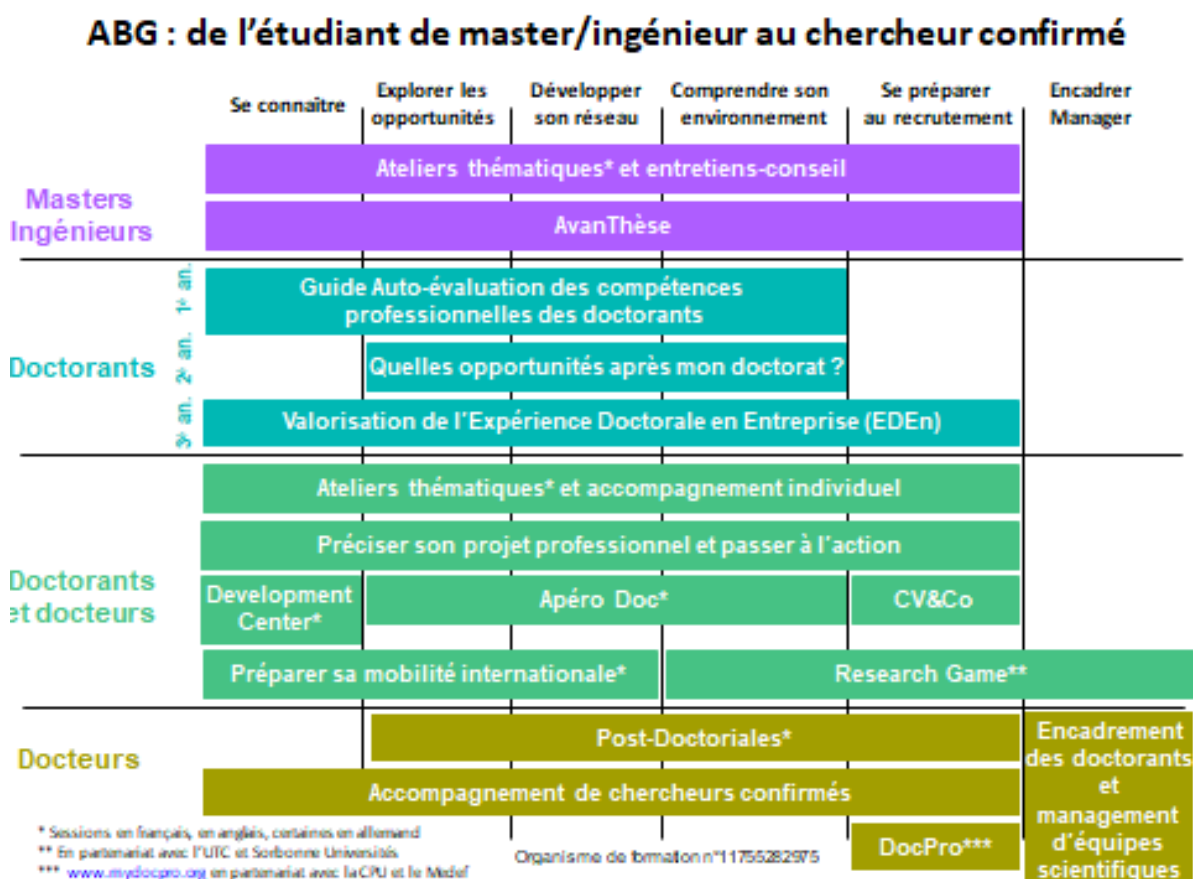 ABG : de l'étudiant de master/ingénieur au chercheur confirmé
Se connaître
Explorer les
opportunités
Développer
son réseau
Comprendre son
environnement
Se préparer
au recrutement
Encadrer
Manager
Masters
Ingénieurs
Ateliers thématiques* et entretiens-conseil
AvanThèse
Doctorants
1è an.
Guide Auto-évaluation des compétences
professionnelles des doctorants
2è an.
Quelles opportunités après mon doctorat ?
3è an.
Valorisation de l'Expérience Doctorale en Entreprise (EDEn)
Doctorants
et docteurs
Ateliers thématiques* et accompagnement individuel
Préciser son projet professionnel et passer à l'action
Development
Center*
Apéro Doc*
CV&Co
Préparer sa mobilité internationale*
Research Game**
Docteurs
Post-Doctoriales*
Accompagnement de chercheurs confirmés
DocPro***
Encadrement
des doctorants
et
management
d'équipes
scientifiques
* Sessions en français, en anglais, certaines en allemand
** En partenariat avec l'UTC et Sorbonne Universités
*** www.mydocpro.org en partenariat avec la CPU et le Medef
Organisme de formation n°11755282975